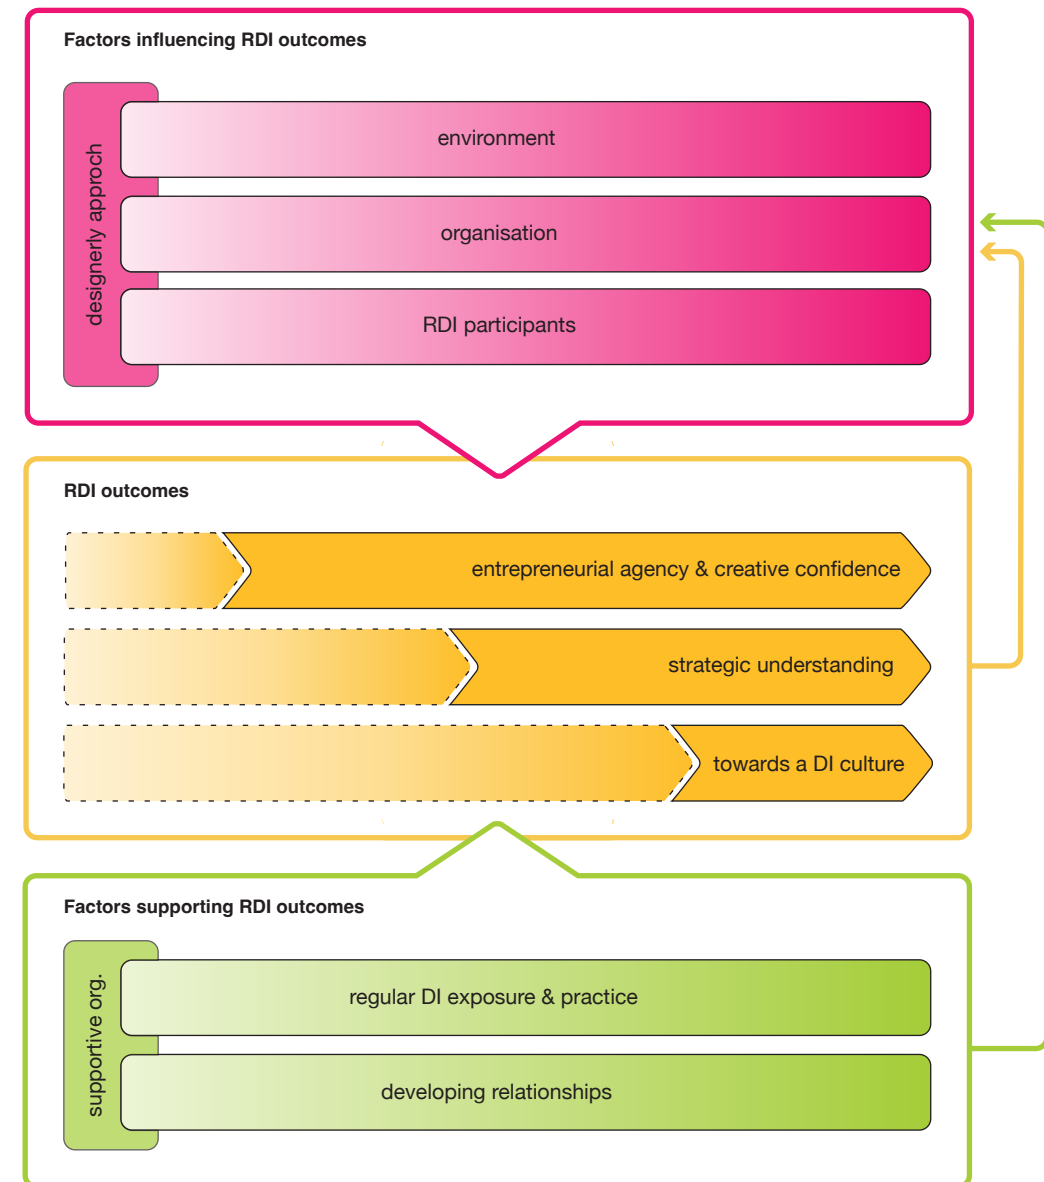 Factors influencing RDI outcomes
designerly approch
environment
organisation
RDI participants
RDI outcomes
entrepreneurial agency & creative confidence
strategic understanding
towards a DI culture
Factors supporting RDI outcomes
supportive org.
regular DI exposure & practice
developing relationships